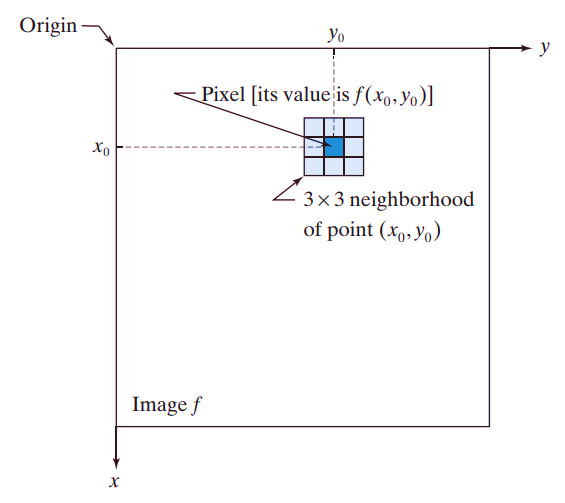 Origin
y₀
y
Pixel [its value is f(x₀, y₀)]
x₀
3 × 3 neighborhood
of point (x₀, y₀)
Image f
x